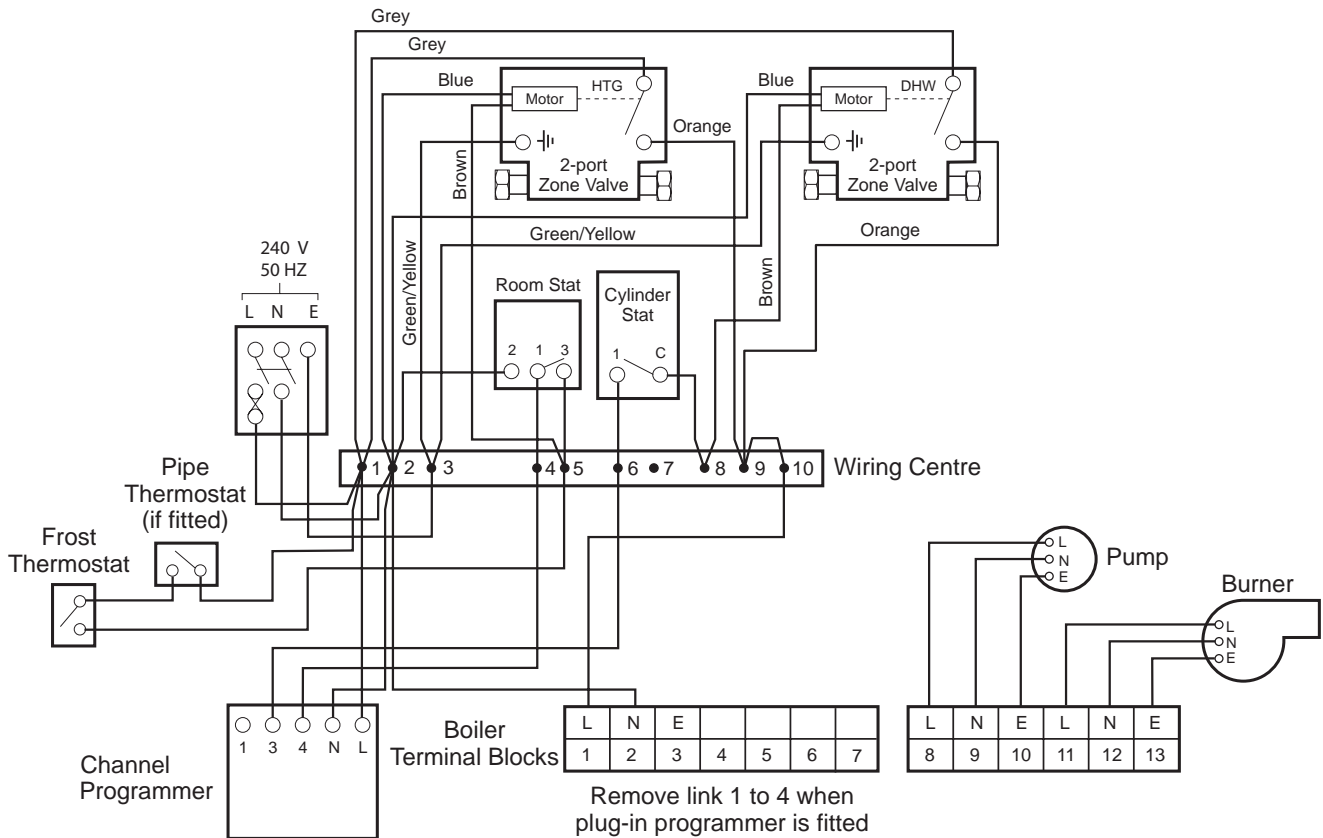 Grey
Grey
Blue
HTG
Motor
Orange
2-port
Zone Valve
Brown
Blue
DHW
Motor
2-port
Zone Valve
Orange
Green/Yellow
Green/Yellow
Brown
240 V
50 HZ
L N E
Room Stat
2 1 3
Cylinder
Stat
1 C
1 2 3 4 5 6 7 8 9 10
Wiring Centre
Pipe
Thermostat
(if fitted)
Frost
Thermostat
L
N
E
Pump
Burner
L
N
E
1 3 4 N L
Channel
Programmer
Boiler
Terminal Blocks
L N E
1 2 3 4 5 6 7
L N E L N E
8 9 10 11 12 13
Remove link 1 to 4 when
plug-in programmer is fitted